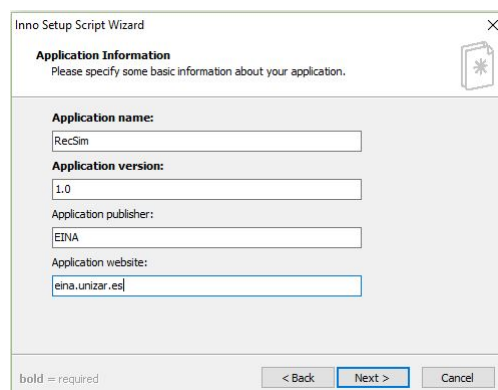 Inno Setup Script Wizard
Application Information
Please specify some basic information about your application.
Application name:
RecSim
Application version:
1.0
Application publisher:
EINA
Application website:
eina.unizar.es
bold = required
< Back
Next >
Cancel